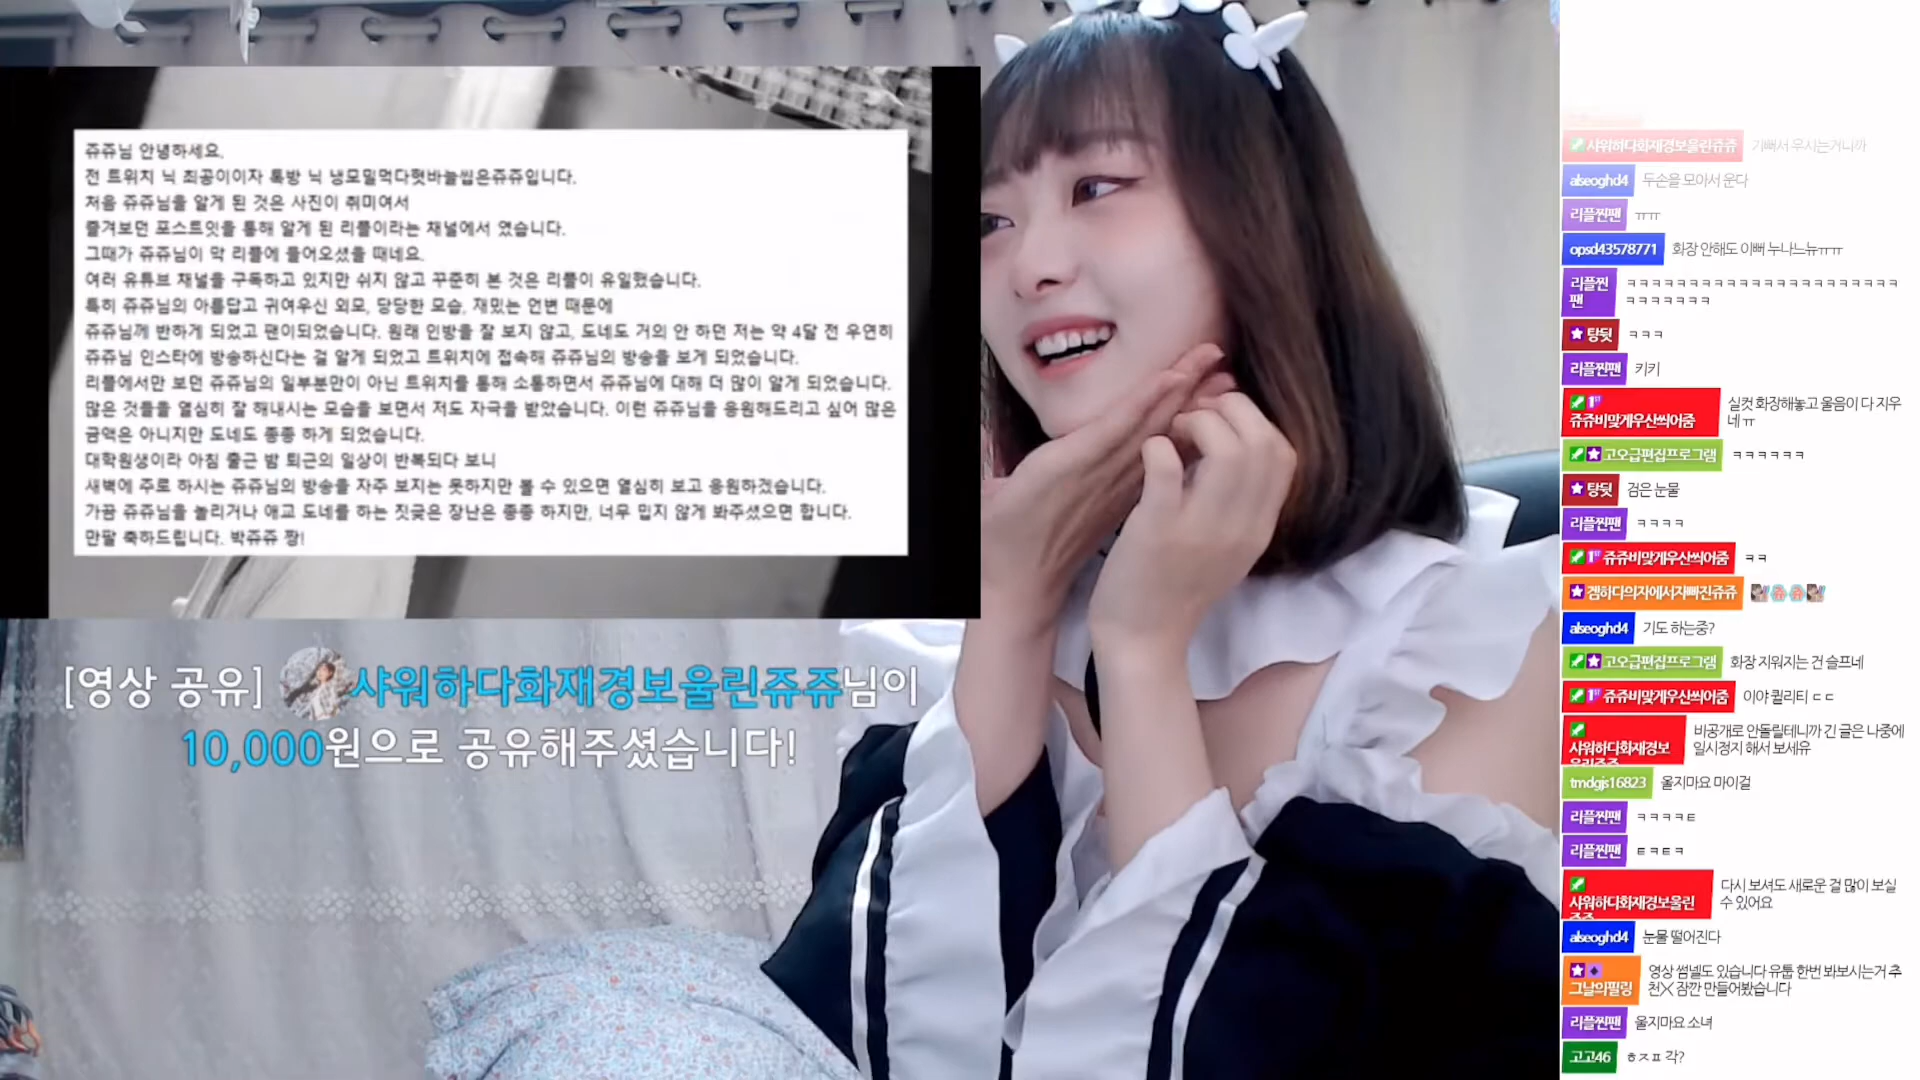 쥬쥬님 안녕하세요.
전 트위치 닉 최공이이자 톡방 닉 냉모밀먹다혓바늘씹은쥬쥬입니다.
처음 쥬쥬님을 알게 된 것은 사진이 취미여서
즐겨보던 포스트잇을 통해 알게 된 리플이라는 채널에서 였습니다.
그때가 쥬쥬님이 막 리플에 들어오셨을 때네요.
여러 유튜브 채널을 구독하고 있지만 쉬지 않고 꾸준히 본 것은 리플이 유일했습니다.
특히 쥬쥬님의 아름답고 귀여우신 외모, 당당한 모습, 재밌는 언변 때문에
쥬쥬님께 반하게 되었고 팬이되었습니다. 원래 인방을 잘 보지 않고, 도네도 거의 안 하던 저는 약 4달 전 우연히
쥬쥬님 인스타에 방송하신다는 걸 알게 되었고 트위치에 접속해 쥬쥬님의 방송을 보게 되었습니다.
리플에서만 보던 쥬쥬님의 일부분만이 아닌 트위치를 통해 소통하면서 쥬쥬님에 대해 더 많이 알게 되었습니다.
많은 것들을 열심히 잘 해내시는 모습을 보면서 저도 자극을 받았습니다. 이런 쥬쥬님을 응원해드리고 싶어 많은
금액은 아니지만 도네도 종종 하게 되었습니다.
대학원생이라 아침 출근 밤 퇴근의 일상이 반복되다 보니
새벽에 주로 하시는 쥬쥬님의 방송을 자주 보지는 못하지만 볼 수 있으면 열심히 보고 응원하겠습니다.
가끔 쥬쥬님을 놀리거나 애교 도네를 하는 짓궂은 장난은 종종 하지만, 너무 밉지 않게 봐주셨으면 합니다.
만팔 축하드립니다. 박쥬쥬 짱!
[영상 공유] 샤워하다화재경보울린쥬쥬님이
10,000원으로 공유해주셨습니다!
샤워하다화재경보울린쥬쥬 기뻐서 우시는거니까
alseoghd4 두손을 모아서 운다
리플찐팬 ㅠㅠ
opsd43578771 화장 안해도 이뻐 누나느뉴ㅠㅠ
리플찐 ㅋㅋㅋㅋㅋㅋㅋㅋㅋㅋㅋㅋㅋㅋㅋㅋㅋㅋㅋㅋㅋㅋ
팬 ㅋㅋㅋㅋㅋㅋㅋ
탕뒷 ㅋㅋㅋ
리플찐팬 키키
실컷 화장해놓고 울음이 다 지우
쥬쥬비맞게우산씌어줌 네 ㅠ
고오급편집프로그램 ㅋㅋㅋㅋㅋㅋ
탕뒷 검은 눈물
리플찐팬 ㅋㅋㅋㅋ
쥬쥬비맞게우산씌어줌 ㅋㅋ
겜하다의자에서자빠진쥬쥬 쥬쥬
alseoghd4 기도 하는중?
고오급편집프로그램 화장 지워지는 건 슬프네
쥬쥬비맞게우산씌어줌 이야 퀄리티 ㄷㄷ
비공개로 안돌릴테니까 긴 글은 나중에
샤워하다화재경보 일시정지 해서 보세유
울린쥬쥬
tmdgjs16823 울지마요 마이걸
리플찐팬 ㅋㅋㅋㅋㅌ
리플찐팬 ㅌㅋㅌㅋ
다시 보셔도 새로운 걸 많이 보실
샤워하다화재경보울린 수 있어요
쥬쥬
alseoghd4 눈물 떨어진다
영상 썸넬도 있습니다 유툽 한번 봐보시는거 추
그날의필링 천X 잠깐 만들어봤습니다
리플찐팬 울지마요 소녀
고고46 ㅎㅈㅍ 각?